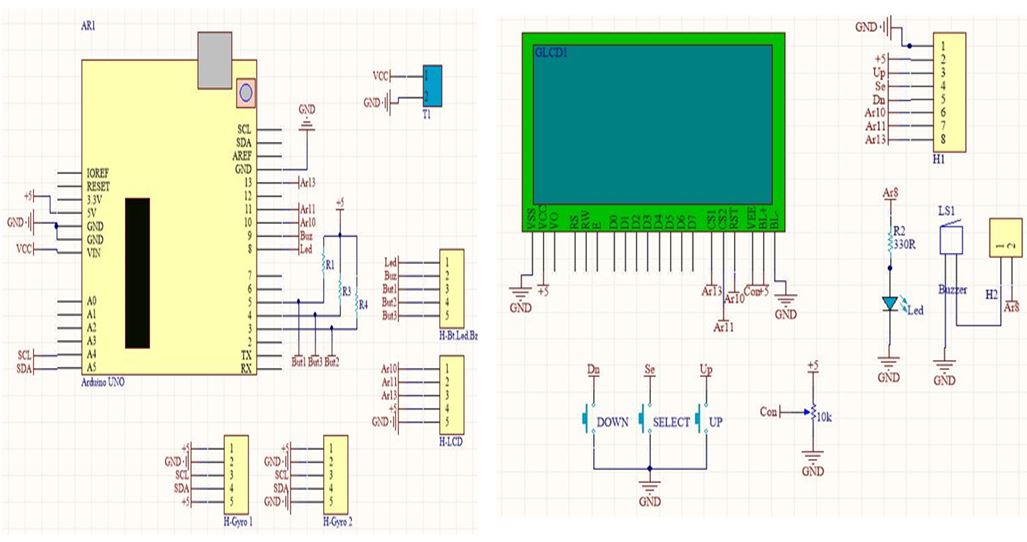 AR1
SCL
SDA
AREF
GND
13
12
11
10
9
8
7
6
5
4
3
2
TX
RX
IOREF
RESET
3.3V
5V
GND
GND
VIN
A0
A1
A2
A3
A4
A5
Arduino UNO
+5
GND
VCC
SCL
SDA
GND
Ar13
Ar11
Ar10
Buz
Led
+5
R1
R3
R4
But1
But3
But2
VCC
GND
1
2
T1
Led
Buz
But1
But2
But3
1
2
3
4
5
H-Bt.Led.Bz
Ar10
Ar11
Ar13
+5
GND
1
2
3
4
5
H-LCD
+5
GND
SCL
SDA
+5
1
2
3
4
5
H-Gyro 1
+5
GND
SCL
SDA
GND
1
2
3
4
5
H-Gyro 2
GLCD1
VSS
VCC
VO
RS
RW
E
D0
D1
D2
D3
D4
D5
D6
D7
CS1
CS2
RST
VEE
BL+
BL-
GND
+5
Ar13
Ar11
Ar10
Con
+5
GND
GND
+5
Up
Se
Dn
Ar10
Ar11
Ar13
1
2
3
4
5
6
7
8
H1
Ar8
R2
330R
Led
GND
LS1
Buzzer
GND
1
2
H2
Ar8
Dn
Se
Up
DOWN
SELECT
UP
GND
+5
Con
10k
GND